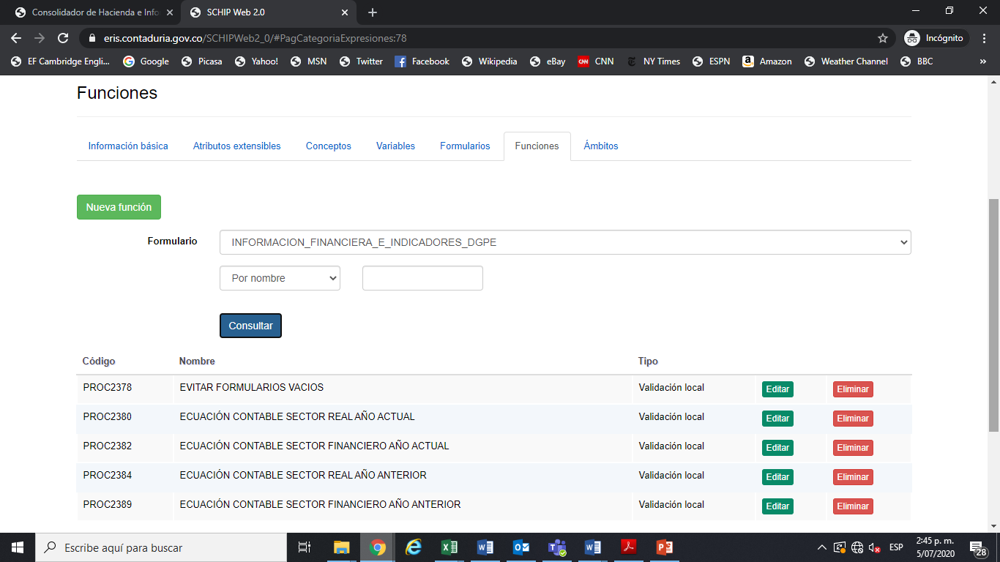 Consolidador de Hacienda e Info
SCHIP Web 2.0
eris.contaduria.gov.co/SCHIPWeb2_0/#PagCategoriaExpresiones:78
Incógnito
EF Cambridge Engli... Google Picasa Yahoo! MSN Twitter Facebook Wikipedia eBay CNN NY Times ESPN Amazon Weather Channel BBC »
Funciones
Información básica Atributos extensibles Conceptos Variables Formularios Funciones Ámbitos
Nueva función
Formulario INFORMACION_FINANCIERA_E_INDICADORES_DGPE
Por nombre
Consultar
Código Nombre Tipo
PROC2378 EVITAR FORMULARIOS VACIOS Validación local Editar Eliminar
PROC2380 ECUACIÓN CONTABLE SECTOR REAL AÑO ACTUAL Validación local Editar Eliminar
PROC2382 ECUACIÓN CONTABLE SECTOR FINANCIERO AÑO ACTUAL Validación local Editar Eliminar
PROC2384 ECUACIÓN CONTABLE SECTOR REAL AÑO ANTERIOR Validación local Editar Eliminar
PROC2389 ECUACIÓN CONTABLE SECTOR FINANCIERO AÑO ANTERIOR Validación local Editar Eliminar
Escribe aquí para buscar
ESP
2:45 p. m.
5/07/2020
28